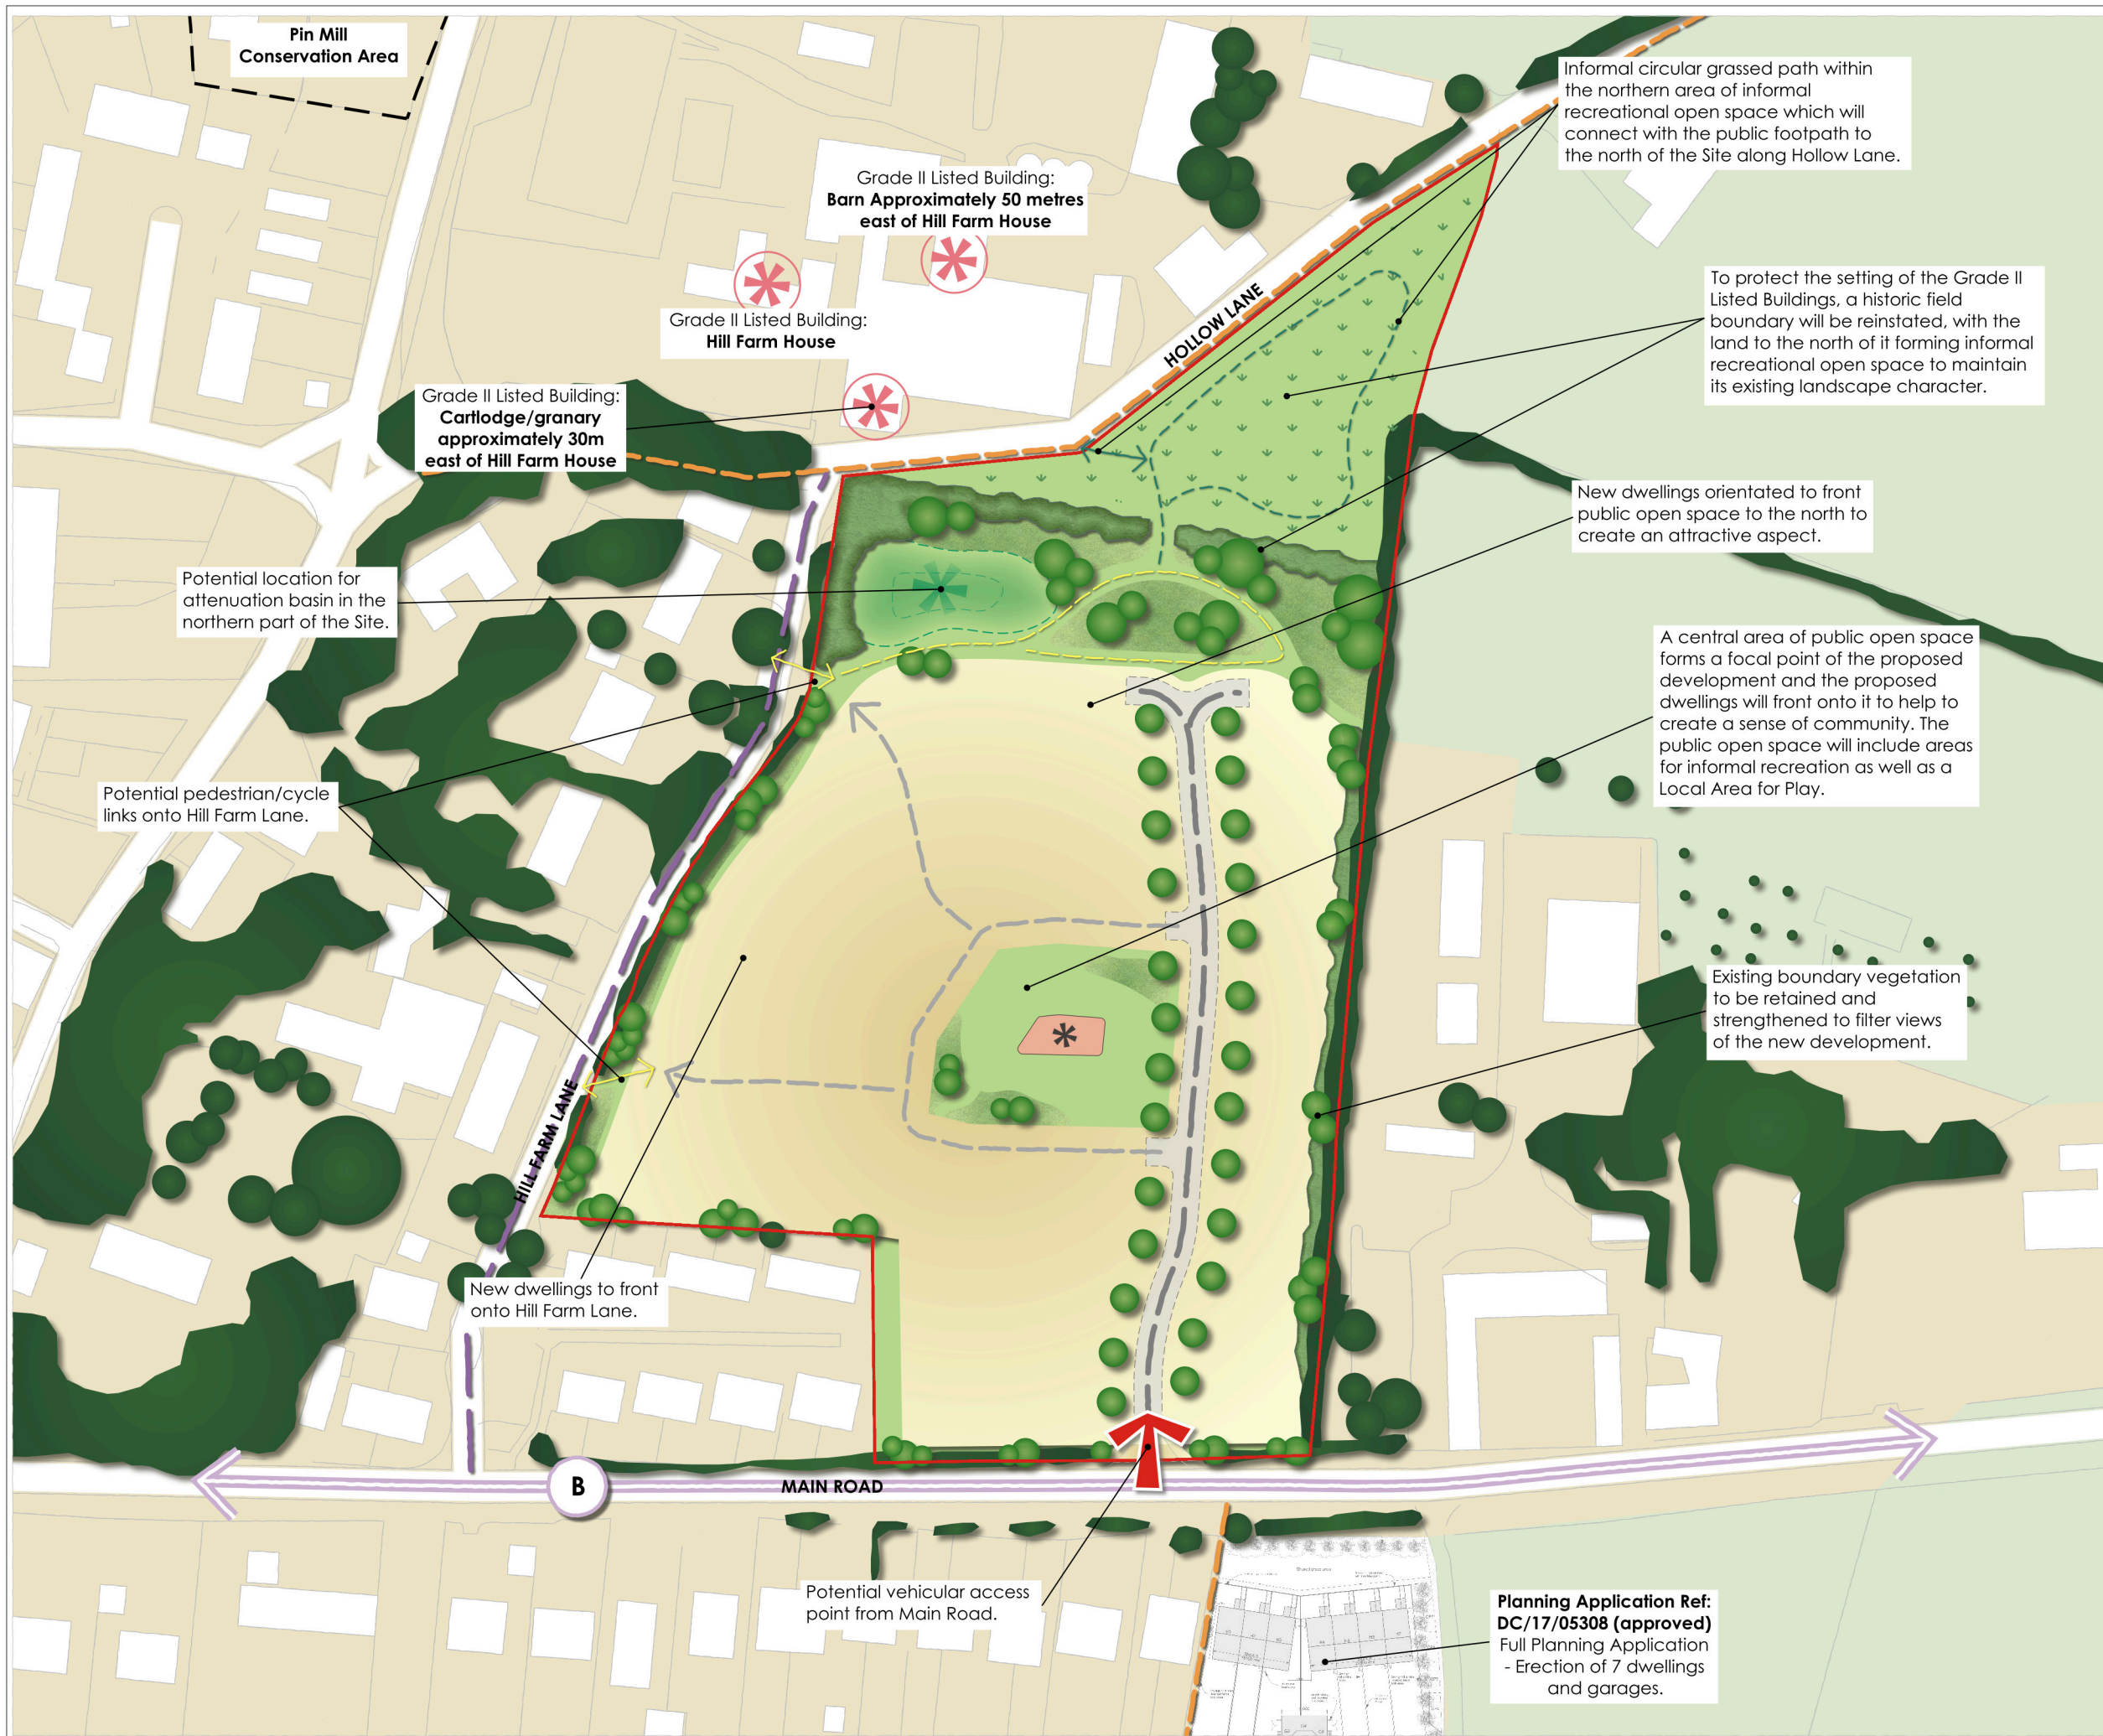 Pin Mill
Conservation Area
Informal circular grassed path within
the northern area of informal
recreational open space which will
connect with the public footpath to
the north of the Site along Hollow Lane.
Grade II Listed Building:
Barn Approximately 50 metres
east of Hill Farm House
Grade II Listed Building:
Hill Farm House
HOLLOW LANE
To protect the setting of the Grade II
Listed Buildings, a historic field
boundary will be reinstated, with the
land to the north of it forming informal
recreational open space to maintain
its existing landscape character.
Grade II Listed Building:
Cartlodge/granary
approximately 30m
east of Hill Farm House
New dwellings orientated to front
public open space to the north to
create an attractive aspect.
Potential location for
attenuation basin in the
northern part of the Site.
A central area of public open space
forms a focal point of the proposed
development and the proposed
dwellings will front onto it to help to
create a sense of community. The
public open space will include areas
for informal recreation as well as a
Local Area for Play.
Potential pedestrian/cycle
links onto Hill Farm Lane.
Existing boundary vegetation
to be retained and
strengthened to filter views
of the new development.
HILL FARM LANE
New dwellings to front
onto Hill Farm Lane.
B
MAIN ROAD
Potential vehicular access
point from Main Road.
Planning Application Ref:
DC/17/05308 (approved)
Full Planning Application
- Erection of 7 dwellings
and garages.